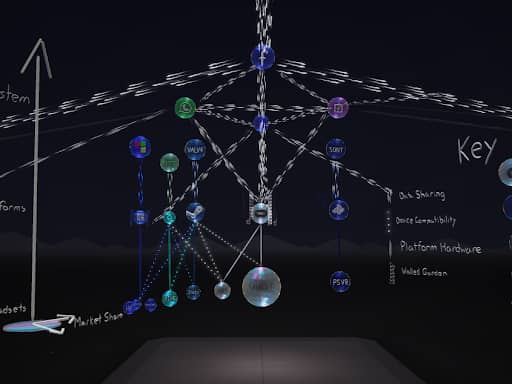 stem
VALVE
SONY
KEY
Data Sharing
Device Compatibility
forms
Platform Hardware
Walled Garden
PSVR
adsets
Market Share